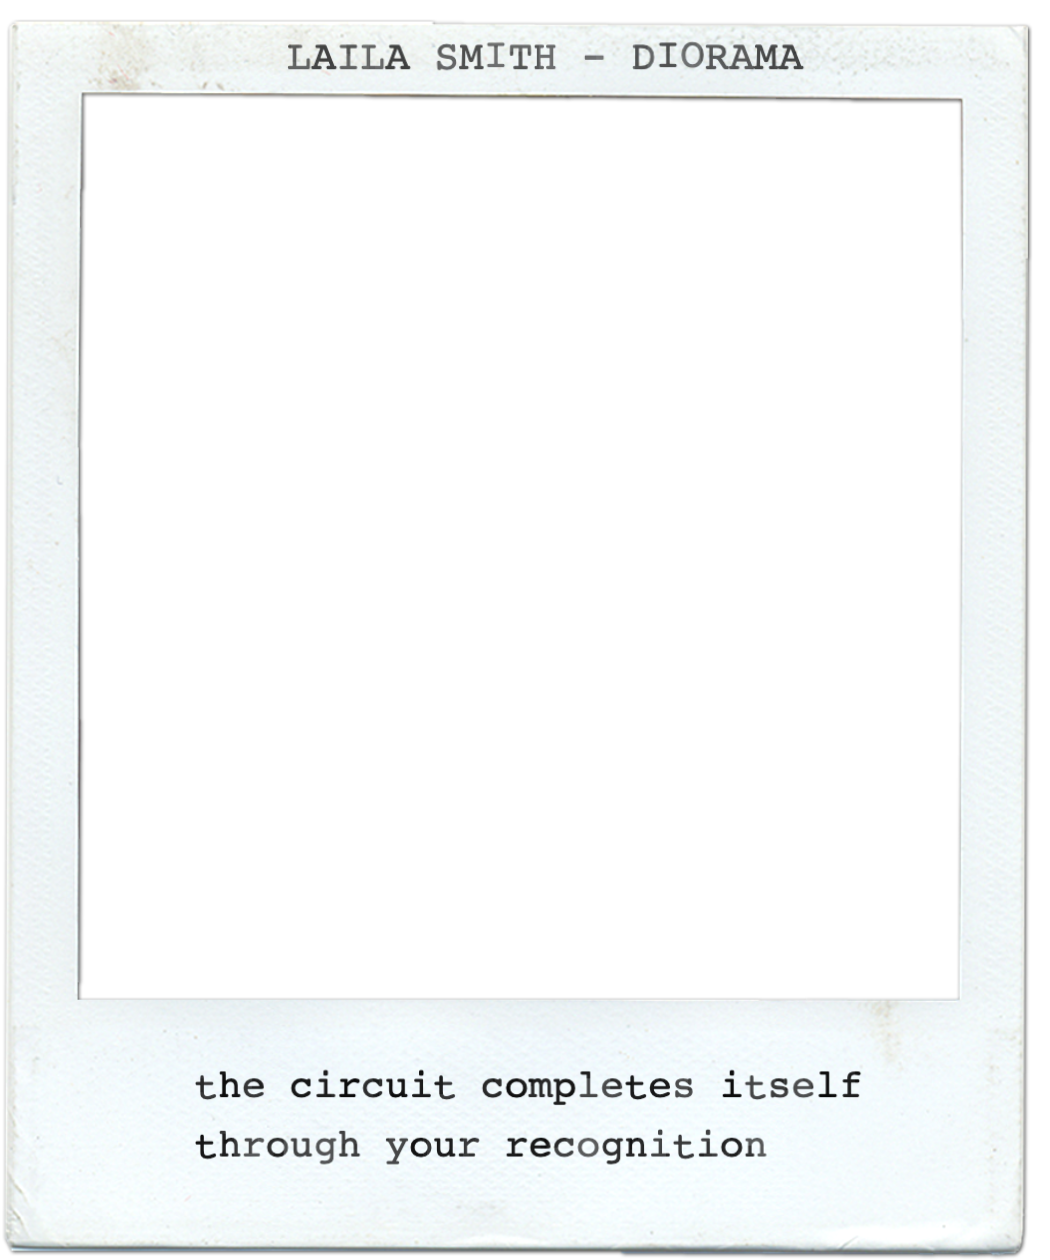 LAILA SMITH – DIORAMA
the circuit completes itself
through your recognition